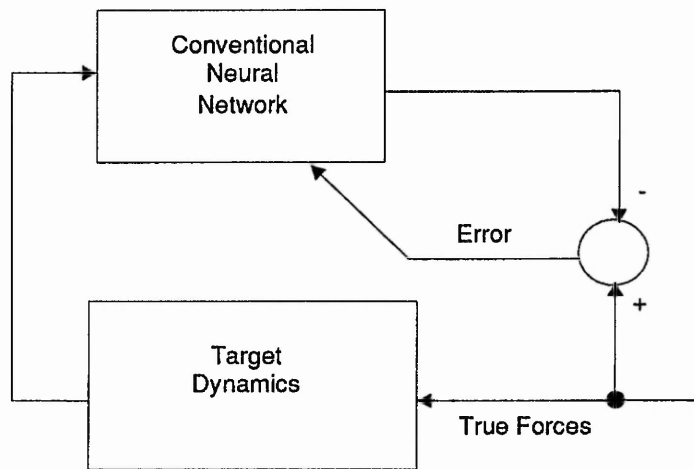 Conventional
Neural
Network
-
Error
+
Target
Dynamics
True Forces